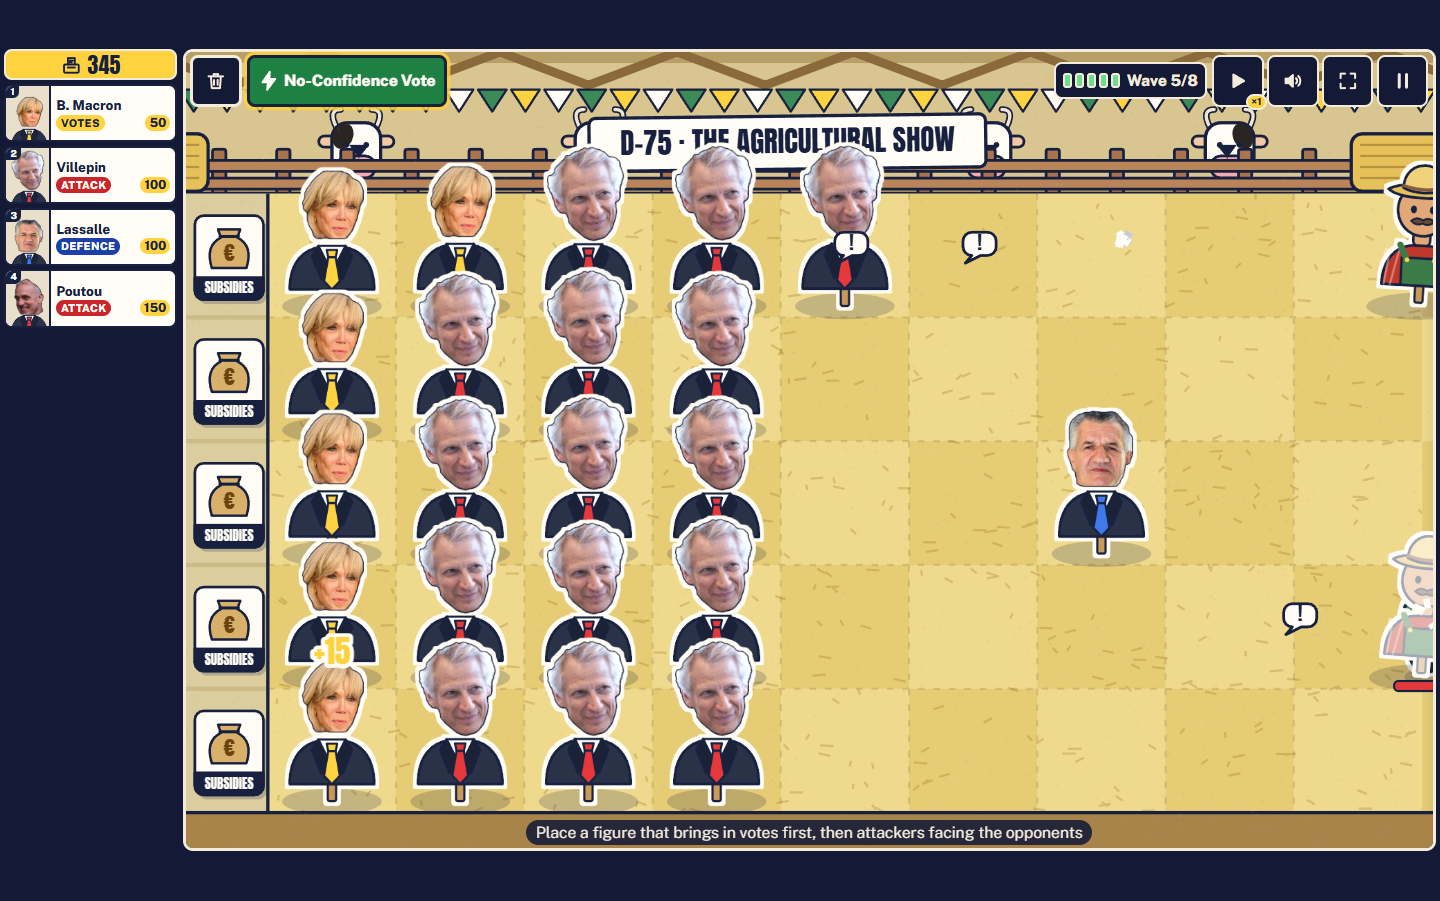 345
No-Confidence Vote
Wave 5/8
×1
1
B. Macron
VOTES
50
2
Villepin
ATTACK
100
3
Lassalle
DEFENCE
100
4
Poutou
ATTACK
150
D-75 · THE AGRICULTURAL SHOW
€
SUBSIDIES
€
SUBSIDIES
€
SUBSIDIES
€
SUBSIDIES
€
SUBSIDIES
!
!
!
+15
Place a figure that brings in votes first, then attackers facing the opponents